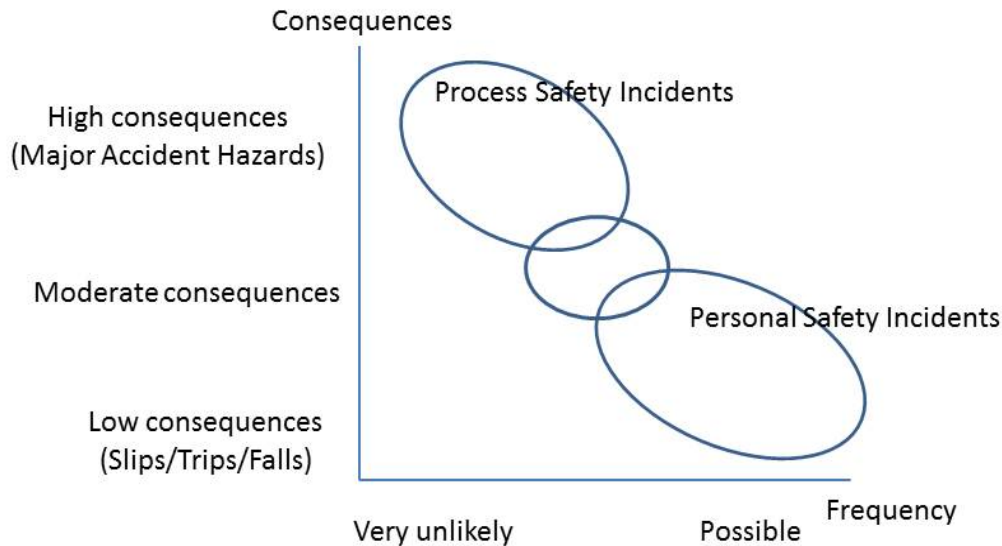 Consequences
Process Safety Incidents
High consequences
(Major Accident Hazards)
Moderate consequences
Personal Safety Incidents
Low consequences
(Slips/Trips/Falls)
Frequency
Very unlikely
Possible